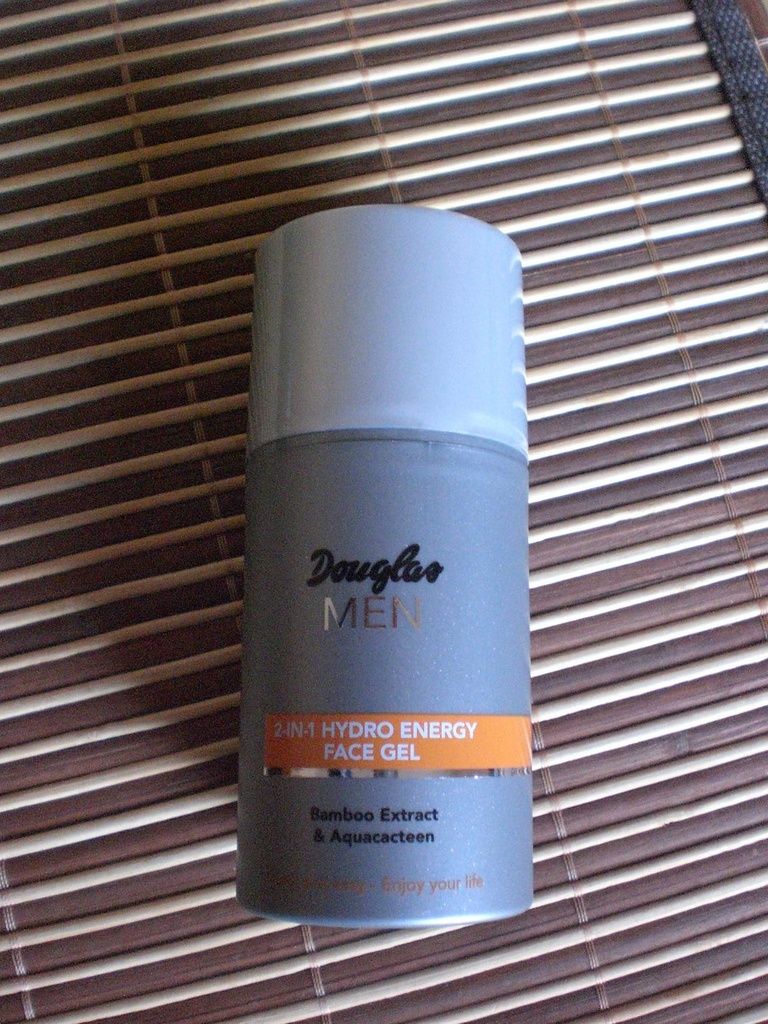 Douglas
MEN
2-IN-1 HYDRO ENERGY
FACE GEL
Bamboo Extract
& Aquacacteen
- Enjoy your life